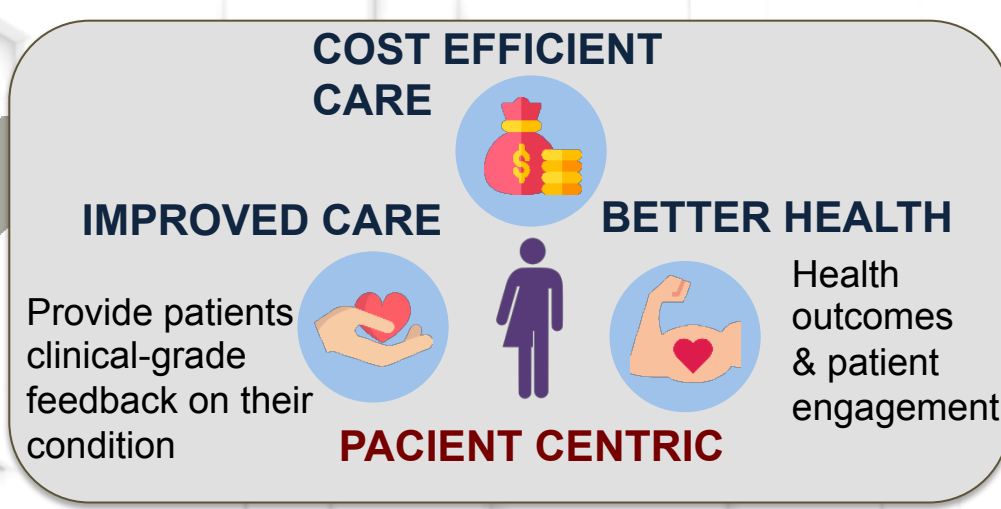 COST EFFICIENT
CARE
$
IMPROVED CARE
BETTER HEALTH
Provide patients
clinical-grade
feedback on their
condition
Health
outcomes
& patient
engagement
PACIENT CENTRIC